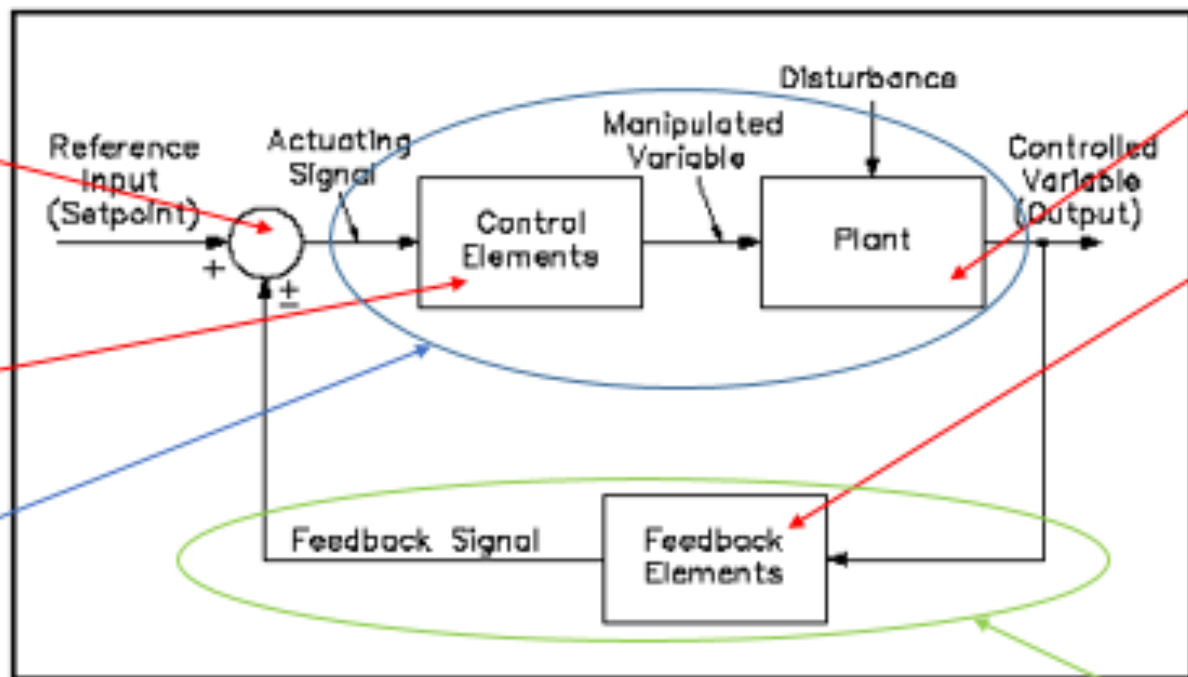 Disturbance
Reference
Input
(Setpoint)
Actuating
Signal
Manipulated
Variable
Controlled
Variable
(Output)
Control
Elements
Plant
+
±
Feedback Signal
Feedback
Elements